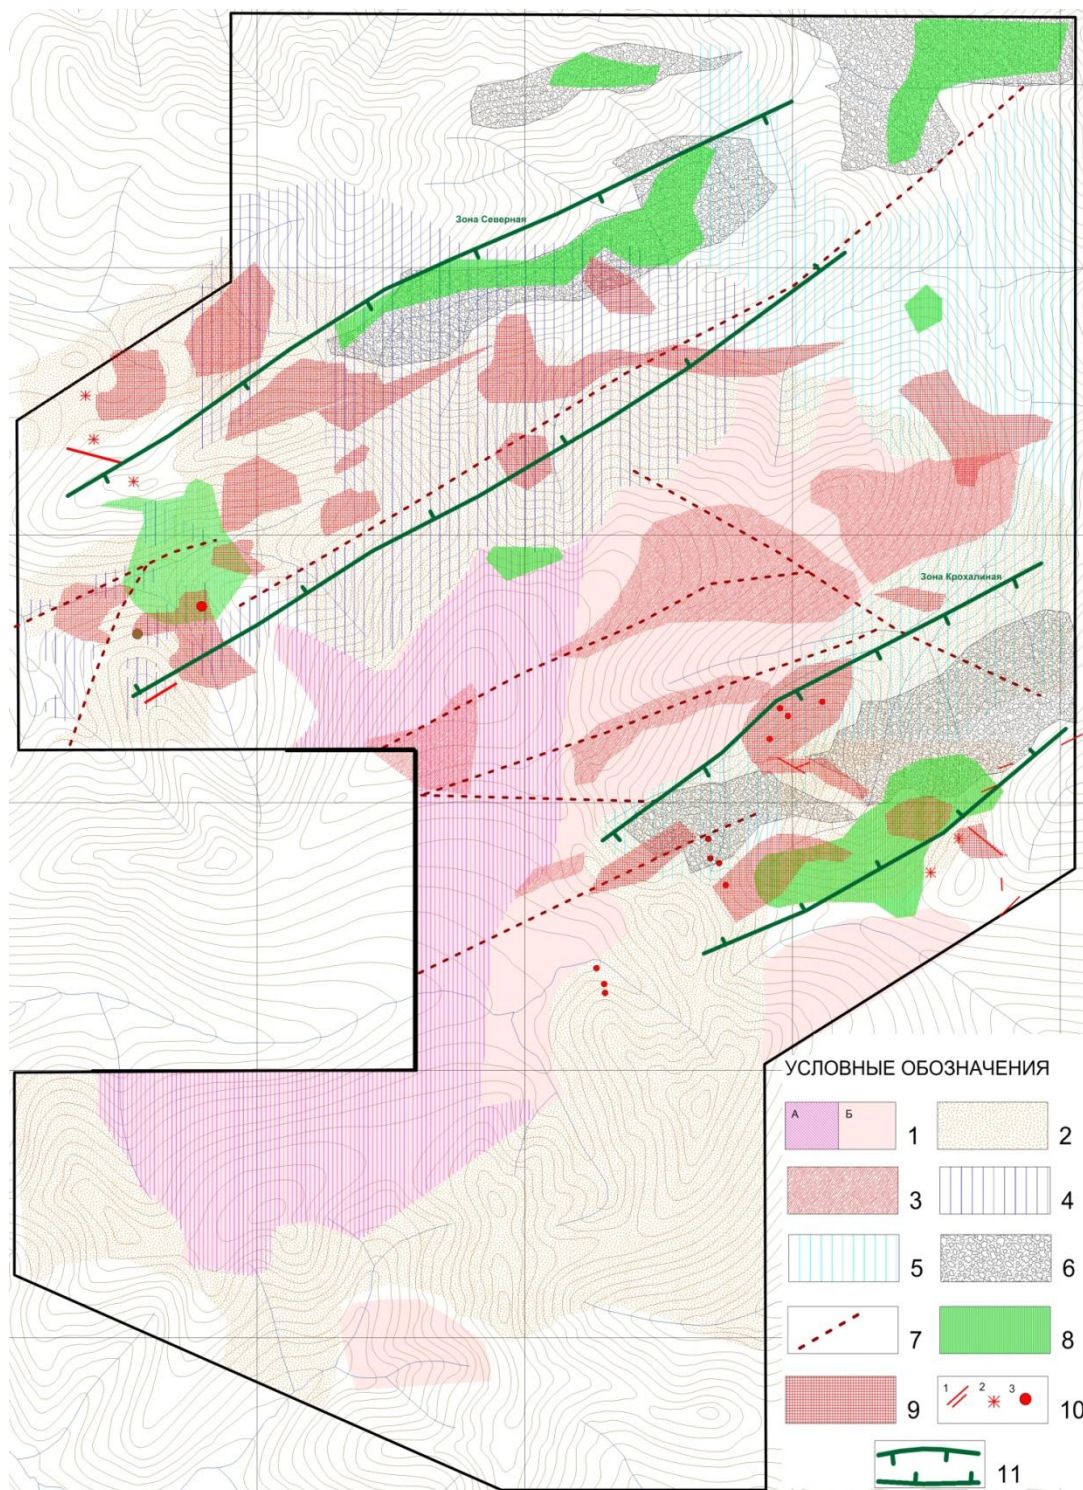 Зона Северная
Зона Крохалиная
УСЛОВНЫЕ ОБОЗНАЧЕНИЯ
А Б 1 2
3 4
5 6
7 8
9 1 2 3 10
11